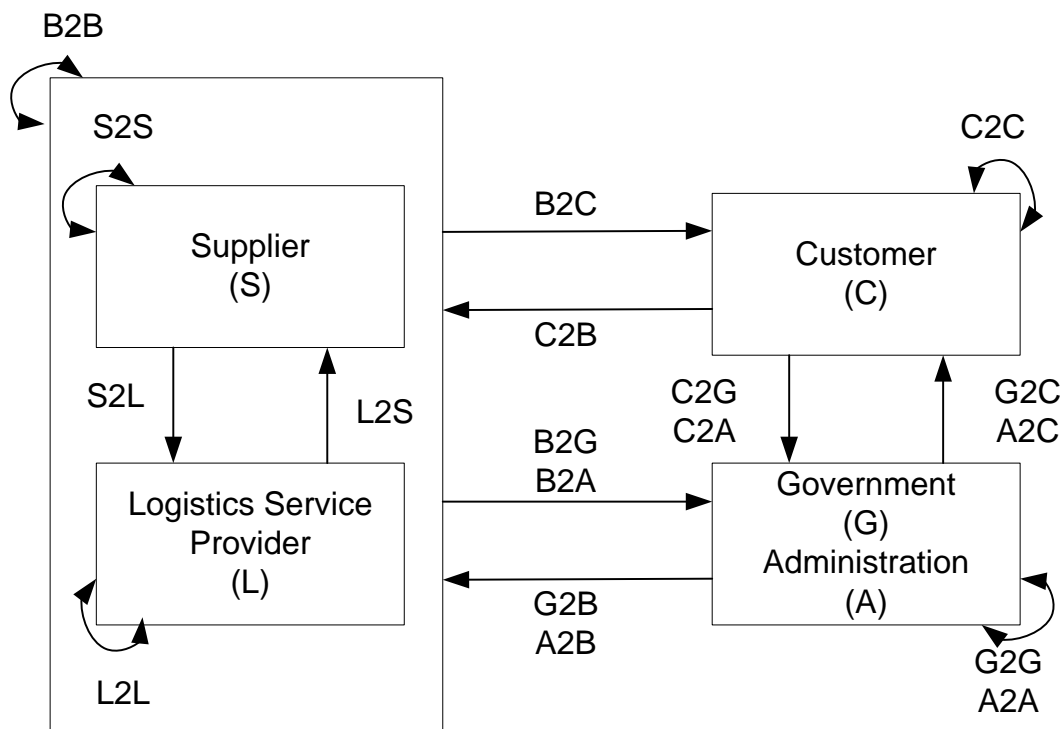 B2B
S2S
C2C
B2C
Supplier
(S)
Customer
(C)
C2B
S2L
L2S
C2G
C2A
G2C
A2C
B2G
B2A
Logistics Service
Provider
(L)
Government
(G)
Administration
(A)
G2B
A2B
L2L
G2G
A2A